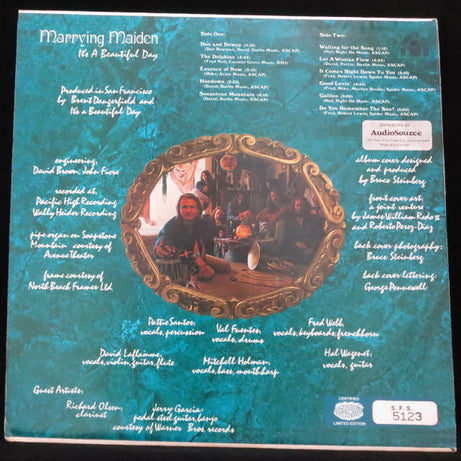 Marrying Maiden
It's A Beautiful Day
Produced in San Francisco
by Brent Dangerfield and
It's a Beautiful Day
Side One:
Don and Dewey
The Dolphins
Essence of Now
Hoedown
Soapstone Mountain
Side Two:
Waiting for the Song
Let A Woman Flow
It Comes Right Down To You
Good Lovin'
Galileo
Do You Remember The Sun?
DISTRIBUTED BY
AudioSource
engineering,
David Brown, John Fiore
recorded at,
Pacific High Recording
Wally Heider Recording
pipe organ on Soapstone
Mountain courtesy of
Avenue theater
frame courtesy of
North Beach Frames Ltd
album cover designed
and produced by
Bruce Steinberg
front cover art
a joint venture
by James William Redo II
and Roberto Perez-Diaz
back cover photography:
Bruce Steinberg
back cover lettering:
George Pennewell
Pattie Santos,
vocals, percussion
Val Fuentes,
vocals, drums
Fred Webb,
vocals, keyboards, frenchhorn
David Laflamme,
vocals, violin, guitar, flute
Mitchell Holman,
vocals, bass, mouthharp
Hal Wagenet,
vocals, guitar
Guest Artists:
Richard Olsen,
clarinet
Jerry Garcia:
pedal steel guitar, banjo
courtesy of Warner Bros. records
CERTIFIED
LIMITED EDITION
S. F. S.
5123